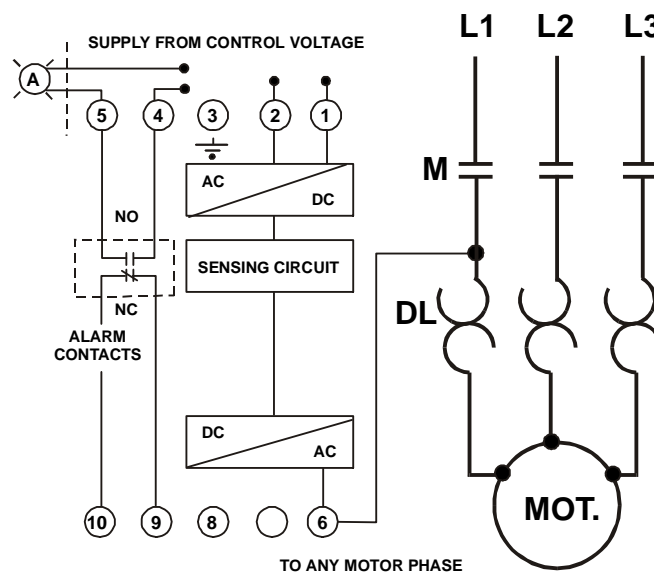 L1 L2 L3
SUPPLY FROM CONTROL VOLTAGE
A
5 4 3 2 1
AC
DC
M
NO
SENSING CIRCUIT
NC
DL
ALARM
CONTACTS
DC
AC
MOT.
10 9 8 6
TO ANY MOTOR PHASE